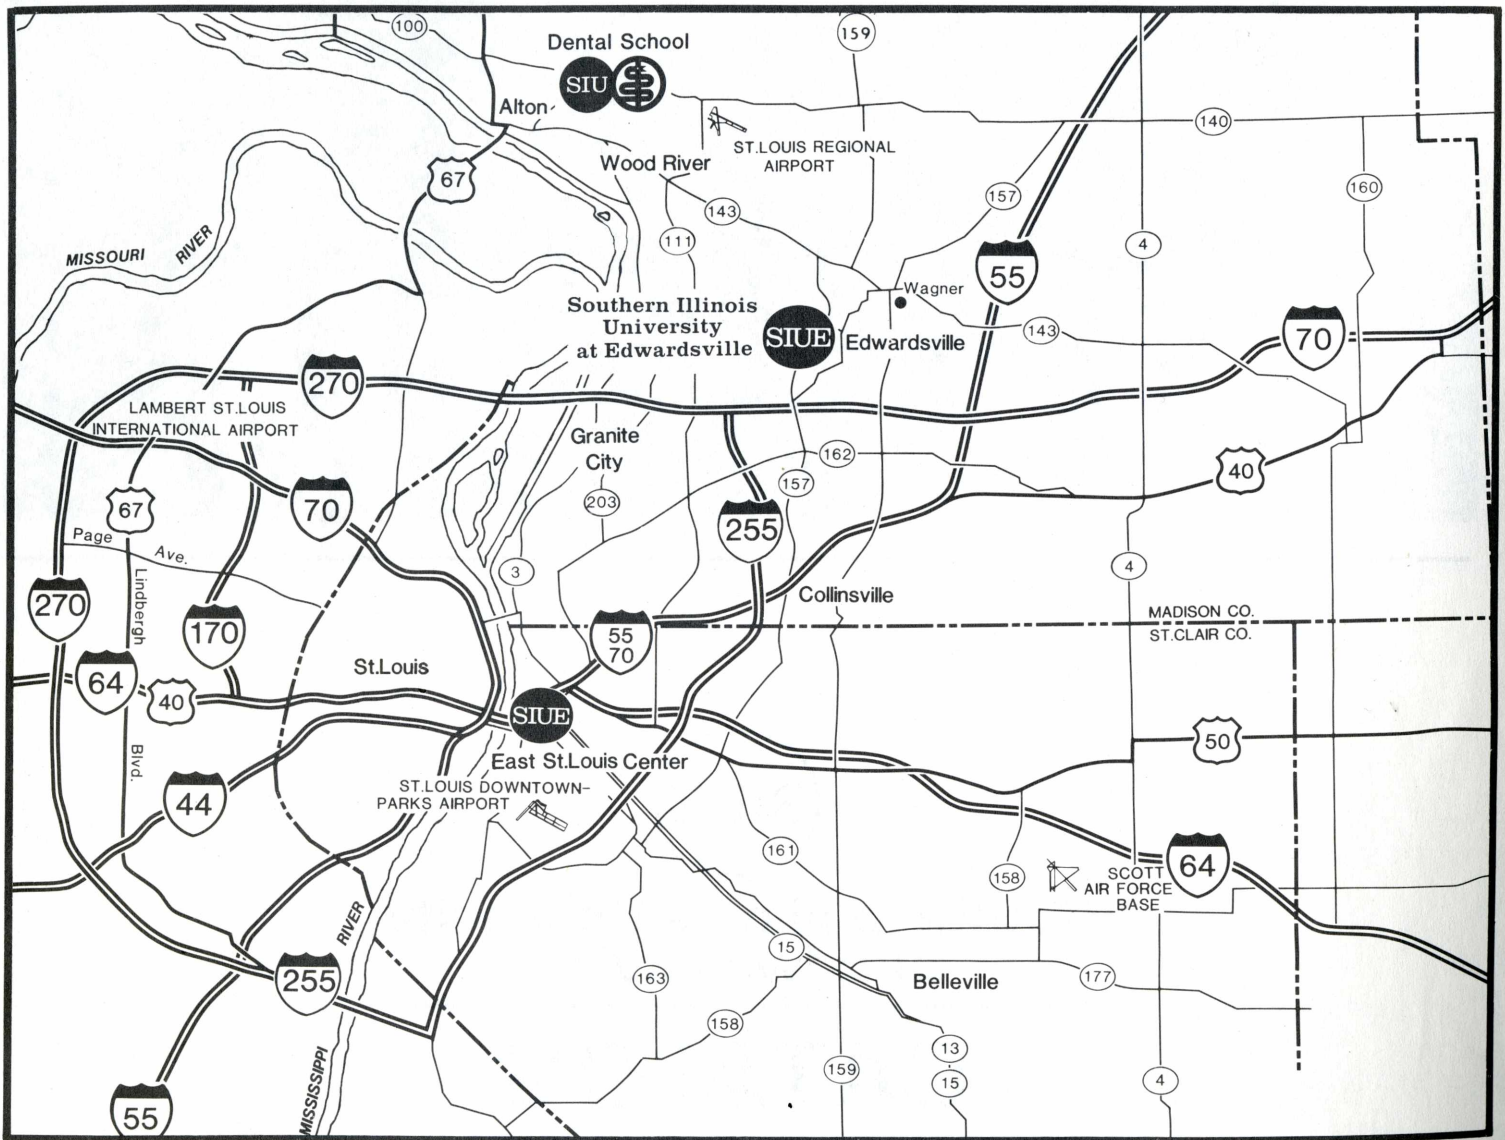 100
Dental School
159
SIU
Alton
140
ST.LOUIS REGIONAL
AIRPORT
Wood River
67
157
160
143
111
4
MISSOURI RIVER
55
Wagner
Southern Illinois
University
at Edwardsville
SIUE
Edwardsville
143
70
270
LAMBERT ST.LOUIS
INTERNATIONAL AIRPORT
Granite
City
162
40
157
203
67
70
255
Page Ave.
3
4
270
Lindbergh
Collinsville
170
MADISON CO.
ST.CLAIR CO.
55
70
St.Louis
64
40
SIUE
50
Blvd.
East St.Louis Center
44
ST.LOUIS DOWNTOWN-
PARKS AIRPORT
161
64
158
SCOTT
AIR FORCE
BASE
RIVER
15
255
163
Belleville
177
158
13
159
15
4
55
MISSISSIPPI